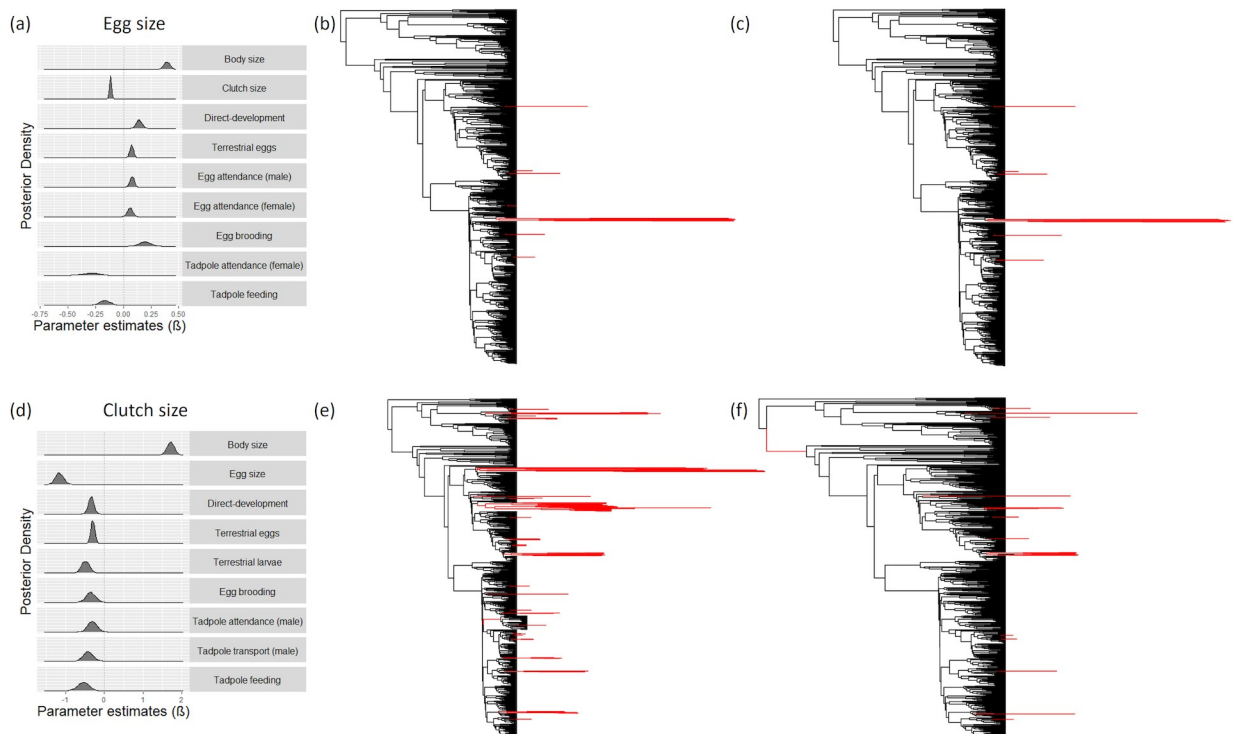 (a)
Egg size
(b)
(c)
Body size
Clutch size
Direct-development
Terrestrial eggs
Egg attendance (male)
Egg attendance (female)
Egg brooding
Tadpole attendance (female)
Tadpole feeding
Posterior Density
-0.75 -0.50 -0.25 0.00 0.25 0.50
Parameter estimates (ß)
(d)
Clutch size
(e)
(f)
Body size
Egg size
Direct-development
Terrestrial eggs
Terrestrial larvae
Egg brooding
Tadpole attendance (male)
Tadpole transport (male)
Tadpole feeding
Posterior Density
-1 0 1 2
Parameter estimates (ß)